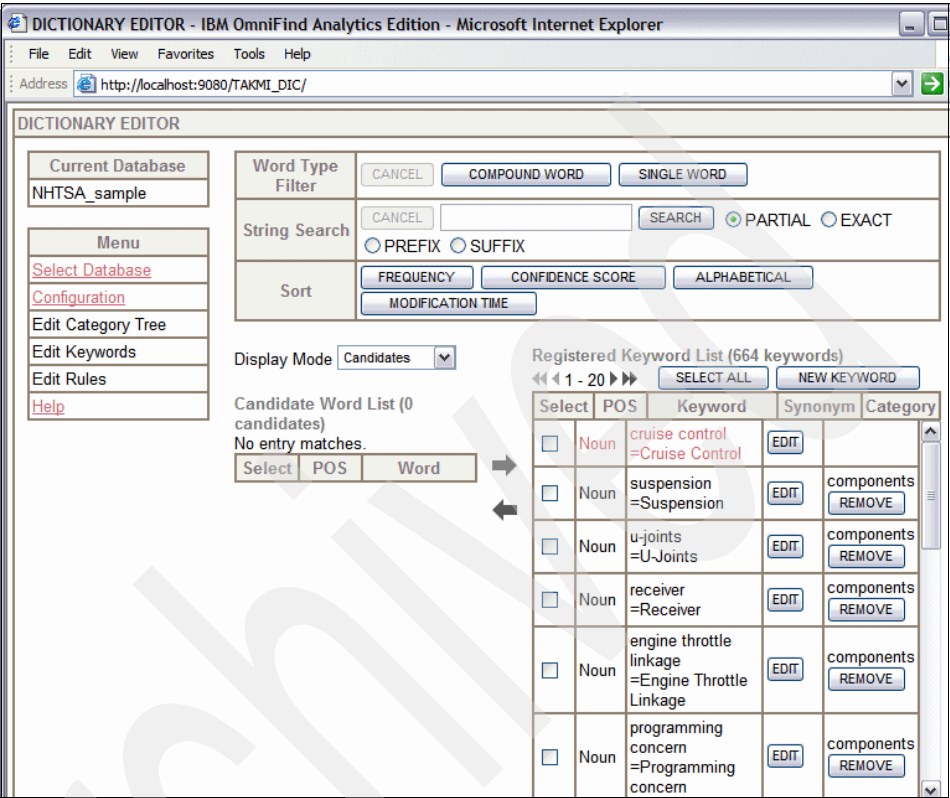 DICTIONARY EDITOR - IBM OmniFind Analytics Edition - Microsoft Internet Explorer
File Edit View Favorites Tools Help
Address http://localhost:9080/TAKMI_DIC/
DICTIONARY EDITOR
Current Database
NHTSA_sample
Menu
Select Database
Configuration
Edit Category Tree
Edit Keywords
Edit Rules
Help
Word Type
Filter
CANCEL COMPOUND WORD SINGLE WORD
String Search
CANCEL SEARCH PARTIAL EXACT
PREFIX SUFFIX
Sort
FREQUENCY CONFIDENCE SCORE ALPHABETICAL
MODIFICATION TIME
Display Mode Candidates
Candidate Word List (0
candidates)
No entry matches.
Select POS Word
Registered Keyword List (664 keywords)
1 - 20 SELECT ALL NEW KEYWORD
Select POS Keyword Synonym Category
Noun cruise control
=Cruise Control EDIT
Noun suspension
=Suspension EDIT components
REMOVE
Noun u-joints
=U-Joints EDIT components
REMOVE
Noun receiver
=Receiver EDIT components
REMOVE
Noun engine throttle
linkage
=Engine Throttle
Linkage EDIT components
REMOVE
Noun programming
concern
=Programming
concern EDIT components
REMOVE
Archived